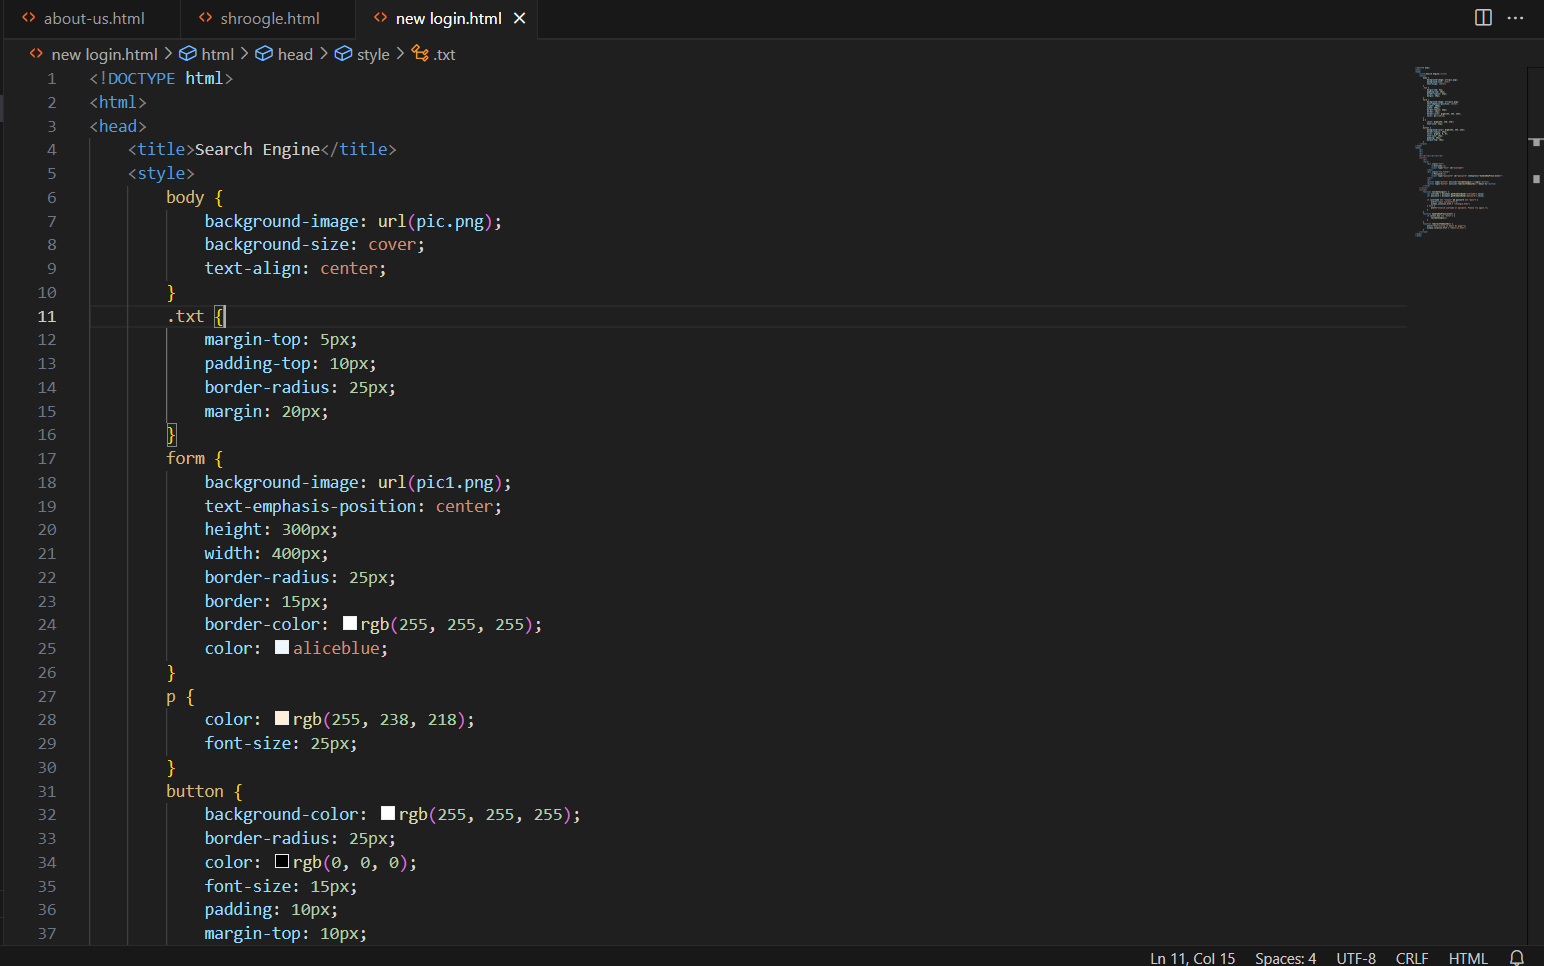 about-us.html shroogle.html new login.html
new login.html > html > head > style > .txt
1 <!DOCTYPE html>
2 <html>
3 <head>
4 <title>Search Engine</title>
5 <style>
6 body {
7 background-image: url(pic.png);
8 background-size: cover;
9 text-align: center;
10 }
11 .txt {
12 margin-top: 5px;
13 padding-top: 10px;
14 border-radius: 25px;
15 margin: 20px;
16 }
17 form {
18 background-image: url(pic1.png);
19 text-emphasis-position: center;
20 height: 300px;
21 width: 400px;
22 border-radius: 25px;
23 border: 15px;
24 border-color: rgb(255, 255, 255);
25 color: aliceblue;
26 }
27 p {
28 color: rgb(255, 238, 218);
29 font-size: 25px;
30 }
31 button {
32 background-color: rgb(255, 255, 255);
33 border-radius: 25px;
34 color: rgb(0, 0, 0);
35 font-size: 15px;
36 padding: 10px;
37 margin-top: 10px;
Ln 11, Col 15 Spaces: 4 UTF-8 CRLF HTML